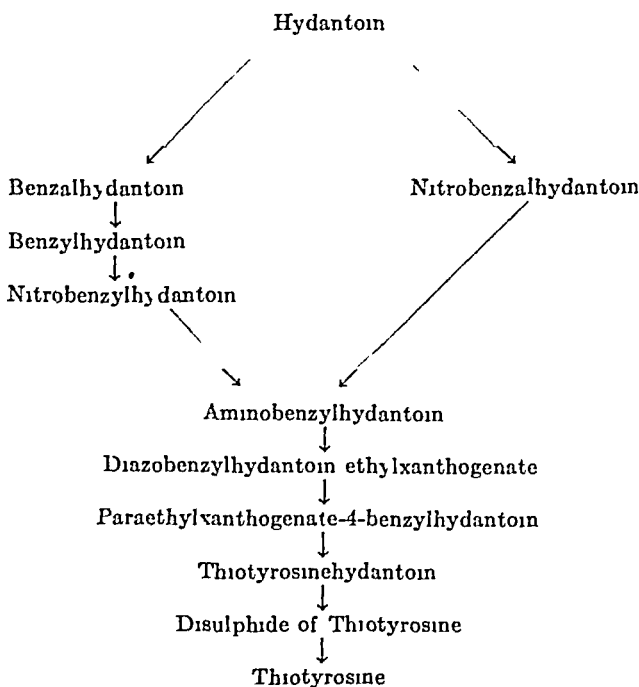 Hydantoin
Benzalhydantoin
Nitrobenzalhydantoin
Benzylhydantoin
Nitrobenzylhydantoin
Aminobenzylhydantoin
Diazobenzylhydantoin ethylxanthogenate
Paraethylxanthogenate-4-benzylhydantoin
Thiotyrosinehydantoin
Disulphide of Thiotyrosine
Thiotyrosine